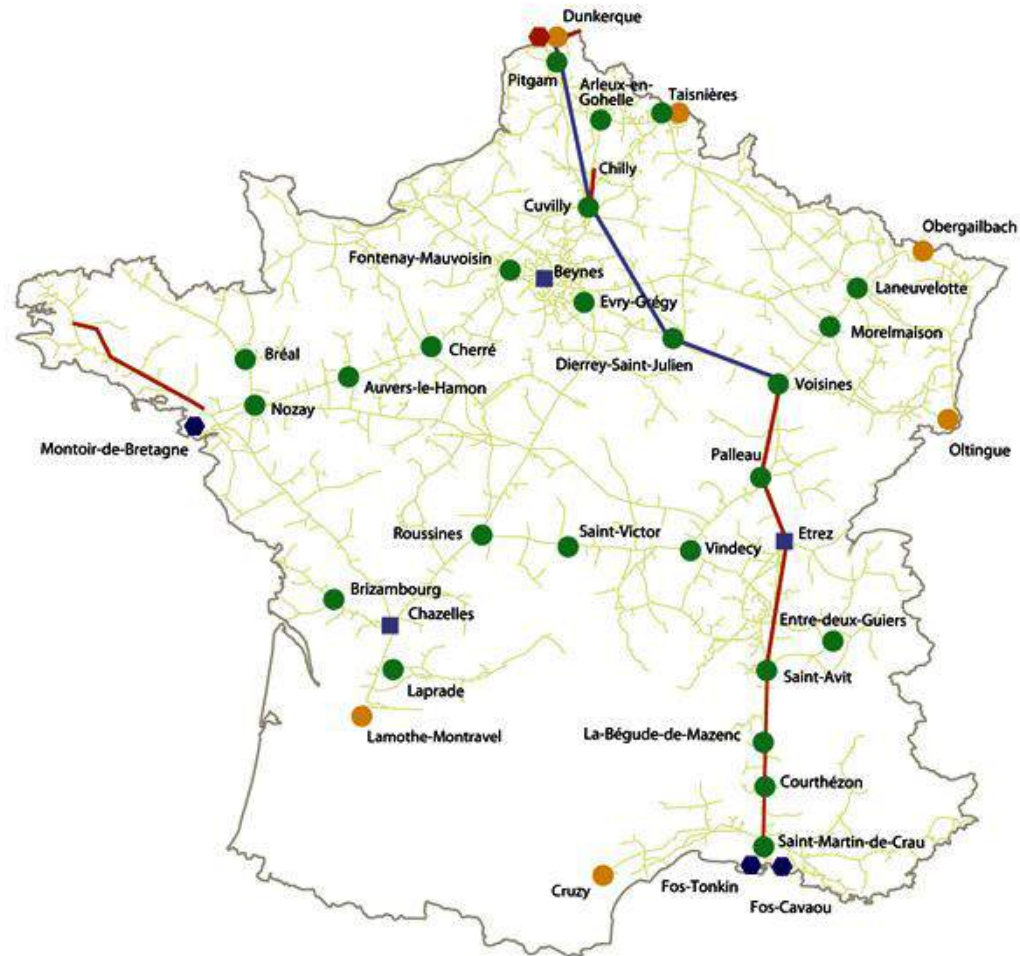 Dunkerque
Pitgam
Arleux-en-
Gohelle
Taisnières
Chilly
Cuvilly
Obergailbach
Fontenay-Mauvoisin
Beynes
Laneuvelotte
Evry-Grégy
Morelmaison
Cherré
Dierrey-Saint-Julien
Bréal
Auvers-le-Hamon
Voisines
Nozay
Montoir-de-Bretagne
Oltingue
Palleau
Roussines
Saint-Victor
Etrez
Vindecy
Brizambourg
Chazelles
Entre-deux-Guiers
Laprade
Saint-Avit
Lamothe-Montravel
La-Bégude-de-Mazenc
Courthézon
Saint-Martin-de-Crau
Cruzy
Fos-Tonkin
Fos-Cavaou